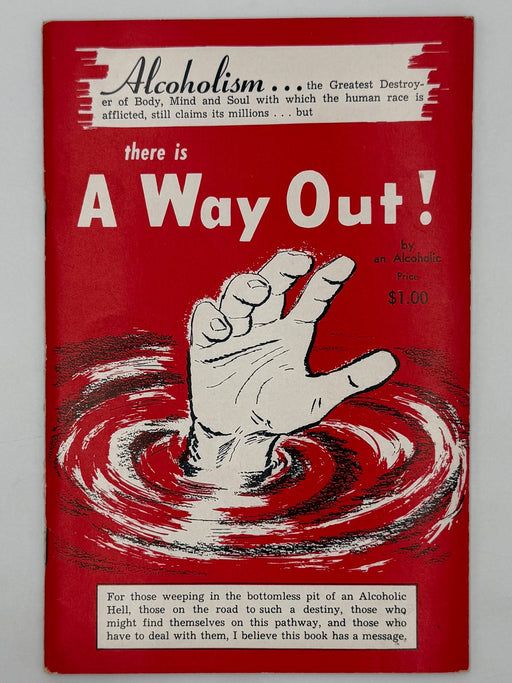 Alcoholism . . . the Greatest Destroy-
er of Body, Mind and Soul with which the human race is
afflicted, still claims its millions . . . but
there is
A Way Out!
by
an Alcoholic
Price
$1.00
For those weeping in the bottomless pit of an Alcoholic
Hell, those on the road to such a destiny, those who
might find themselves on this pathway, and those who
have to deal with them, I believe this book has a message.